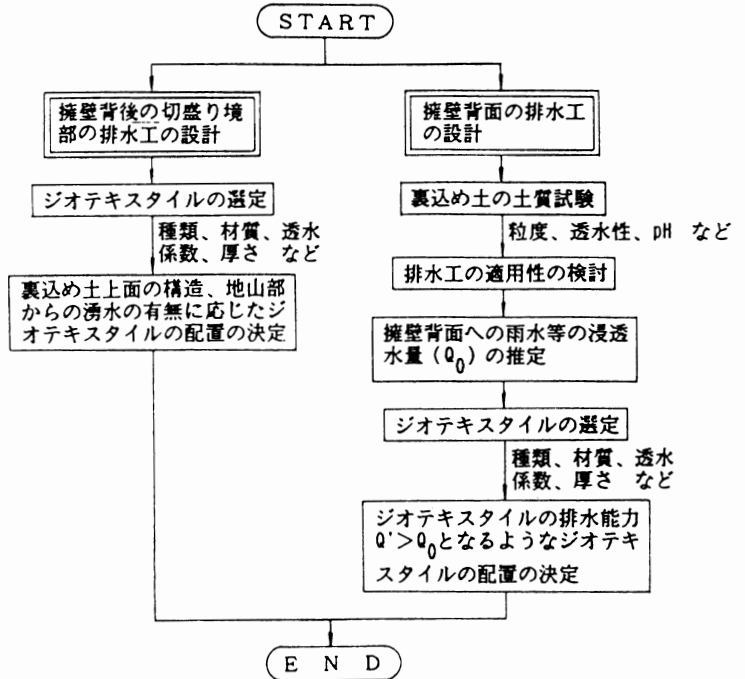 START
擁壁背後の切盛り境
部の排水工の設計
ジオテキスタイルの選定
種類、材質、透水
係数、厚さ など
裏込め土上面の構造、地山部
からの湧水の有無に応じたジ
オテキスタイルの配置の決定
擁壁背面の排水工
の設計
裏込め土の土質試験
粒度、透水性、pH など
排水工の適用性の検討
擁壁背面への雨水等の浸透
水量(Q0)の推定
ジオテキスタイルの選定
種類、材質、透水
係数、厚さ など
ジオテキスタイルの排水能力
Q'>Q0となるようなジオテキ
スタイルの配置の決定
END